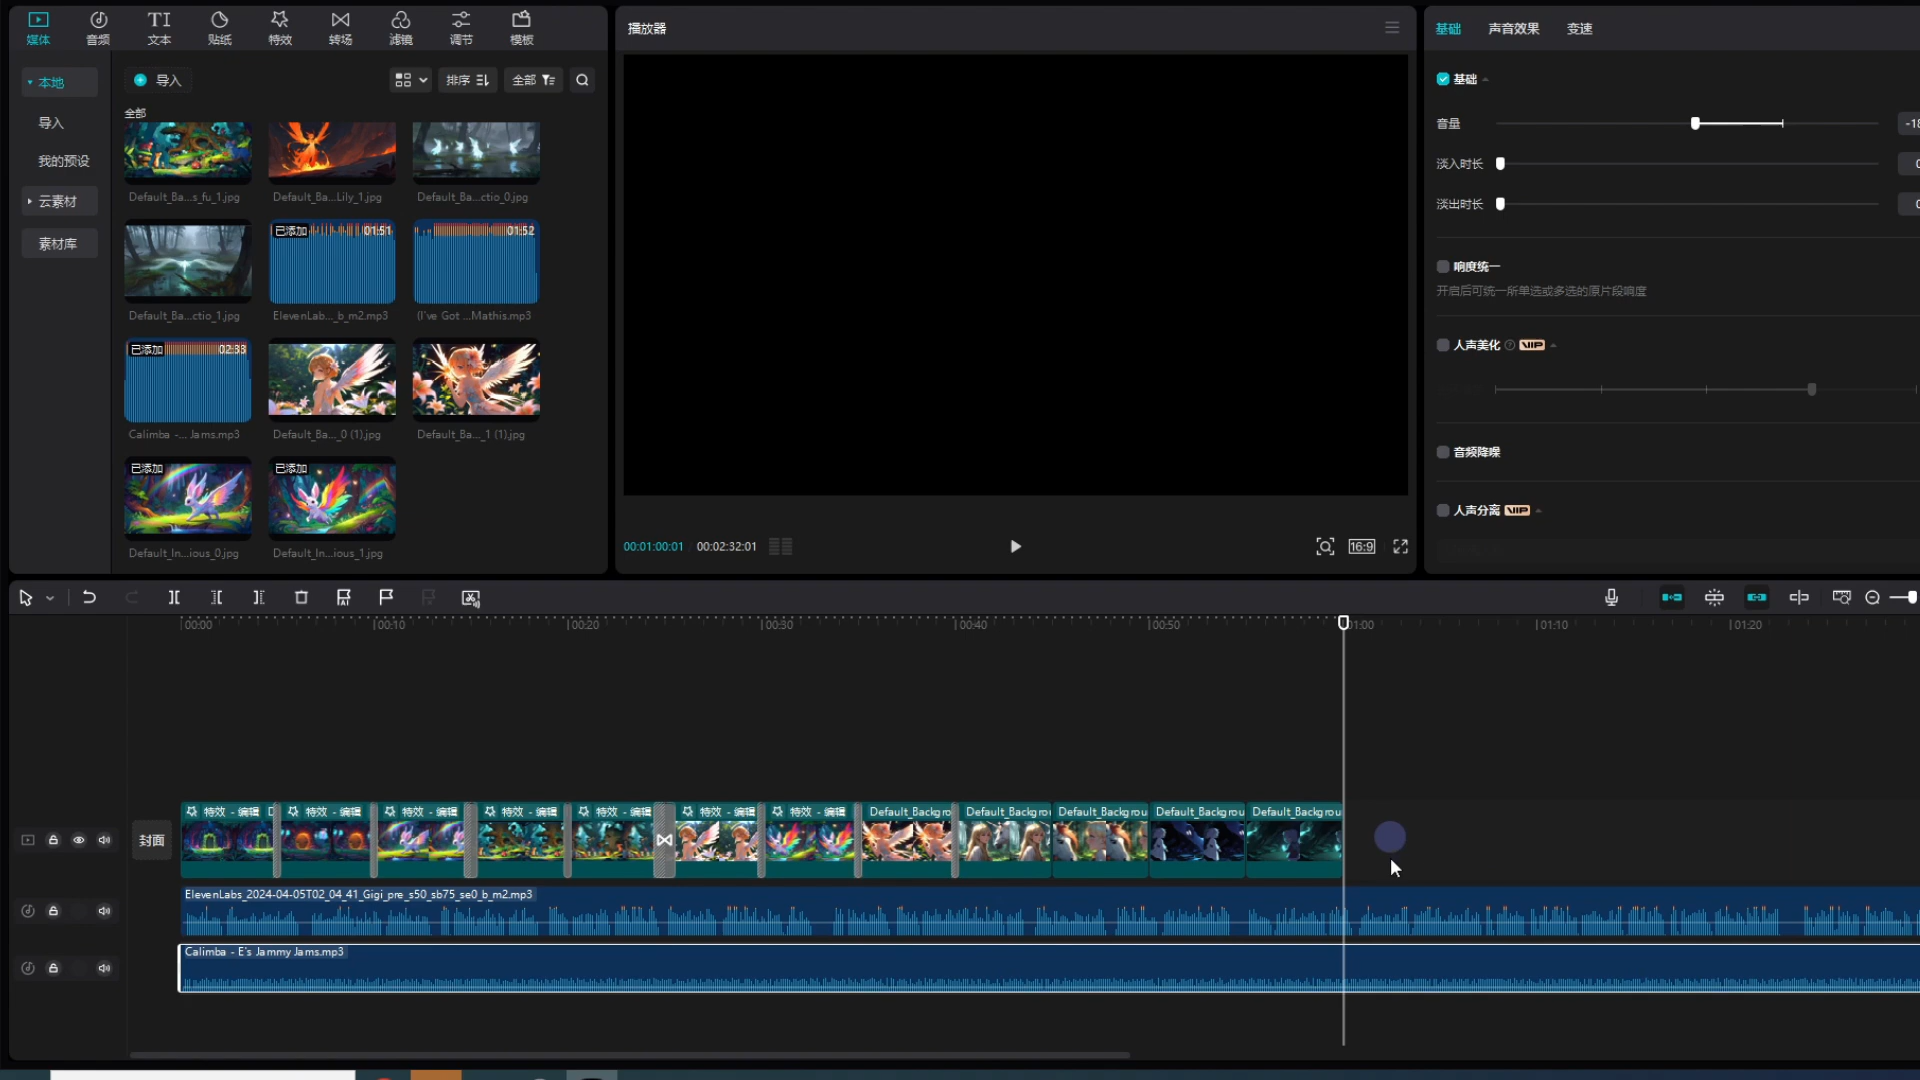 媒体
音频
文本
贴纸
特效
转场
滤镜
调节
模板
本地
导入
我的预设
云素材
素材库
导入
排序
全部
全部
Default_Ba...s_fu_1.jpg
Default_Ba...Lily_1.jpg
Default_Ba...ctio_0.jpg
已添加 01:51
01:52
Default_Ba...ctio_1.jpg
ElevenLab..._b_m2.mp3
(I've Got ...Mathis.mp3
已添加 02:33
Calimba -... Jams.mp3
Default_Ba..._0 (1).jpg
Default_Ba..._1 (1).jpg
已添加
已添加
Default_In...ious_0.jpg
Default_In...ious_1.jpg
播放器
00:01:00:01 00:02:32:01
16:9
基础 声音效果 变速
基础
音量
-18
淡入时长
0
淡出时长
0
响度统一
开启后可统一所单选或多选的原片段响度
人声美化 VIP
音频降噪
人声分离 VIP
AI
00:00 00:10 00:20 00:30 00:40 00:50 01:00 01:10 01:20
封面
特效 - 编辑 特效 - 编辑 特效 - 编辑 特效 - 编辑 特效 - 编辑 特效 - 编辑 特效 - 编辑 Default_Backgro Default_Backgro Default_Backgrou Default_Backgrou Default_Backgrou
ElevenLabs_2024-04-05T02_04_41_Gigi_pre_s50_sb75_se0_b_m2.mp3
Calimba - E's Jammy Jams.mp3